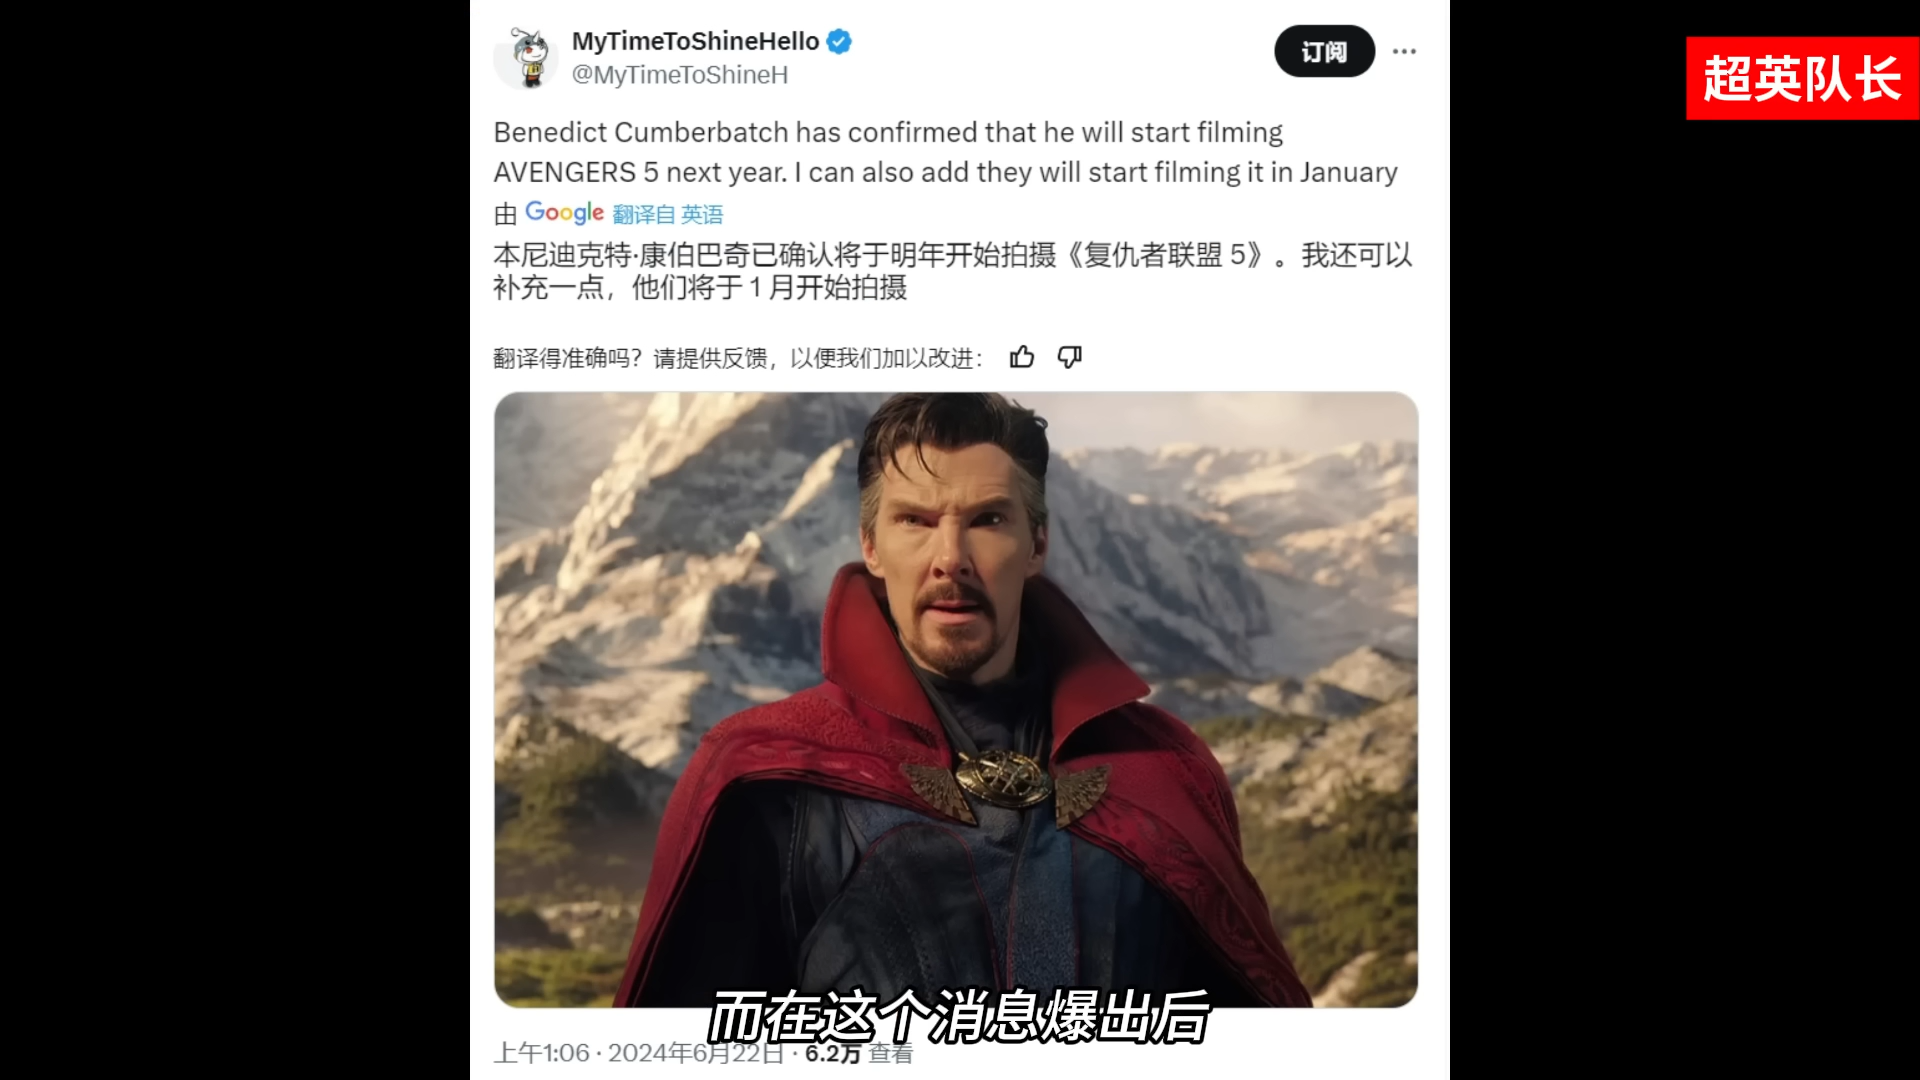 MyTimeToShineHello
@MyTimeToShineH
订阅
超英队长
Benedict Cumberbatch has confirmed that he will start filming
AVENGERS 5 next year. I can also add they will start filming it in January
由 Google 翻译自 英语
本尼迪克特·康伯巴奇已确认将于明年开始拍摄《复仇者联盟 5》。我还可以
补充一点，他们将于 1 月开始拍摄
翻译得准确吗？请提供反馈，以便我们加以改进：
而在这个消息爆出后
上午1:06 · 2024年6月22日 · 6.2万 查看